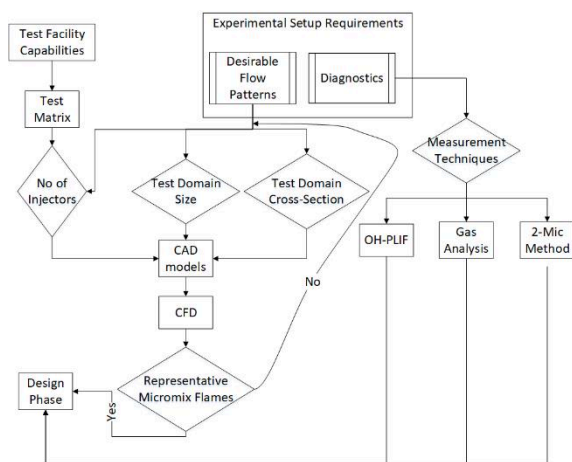 Experimental Setup Requirements
Test Facility
Capabilities
Desirable
Flow
Patterns
Diagnostics
Test
Matrix
Measurement
Techniques
No of
Injectors
Test Domain
Size
Test Domain
Cross-Section
OH-PLIF
Gas
Analysis
2-Mic
Method
CAD
models
No
CFD
Representative
Micromix Flames
Design
Phase
Yes